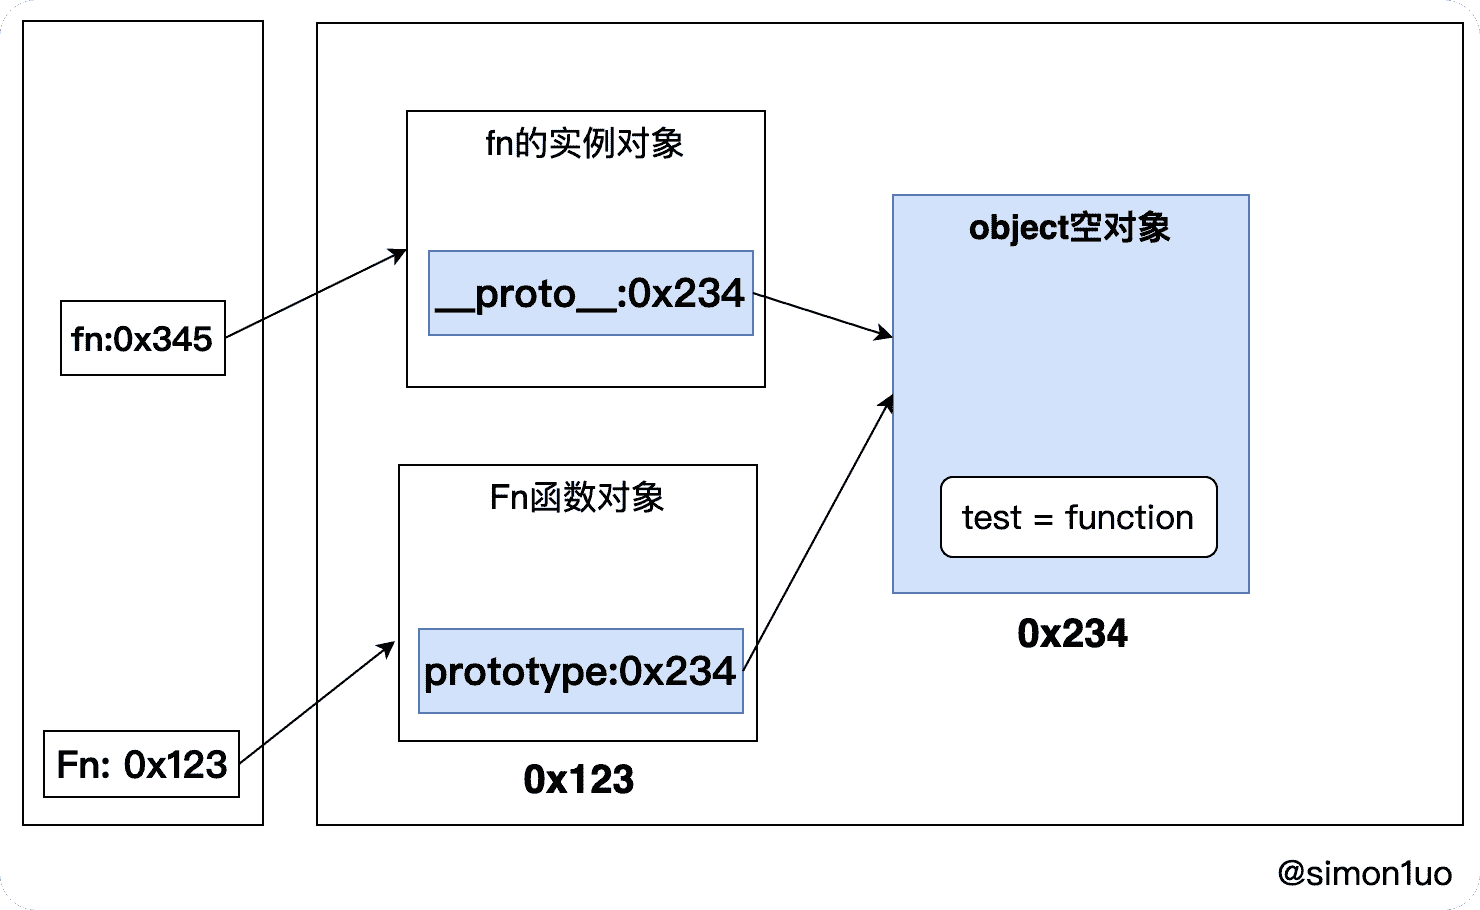 fn的实例对象
object空对象
__proto__:0x234
fn:0x345
Fn函数对象
test = function
0x234
prototype:0x234
Fn: 0x123
0x123
@simon1uo